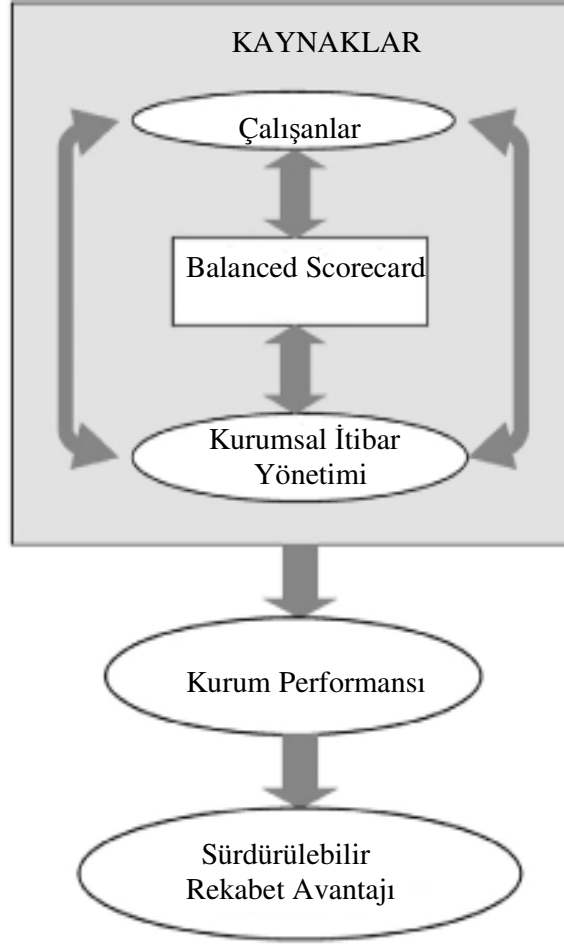 KAYNAKLAR
Çalışanlar
Balanced Scorecard
Kurumsal İtibar
Yönetimi
Kurum Performansı
Sürdürülebilir
Rekabet Avantajı